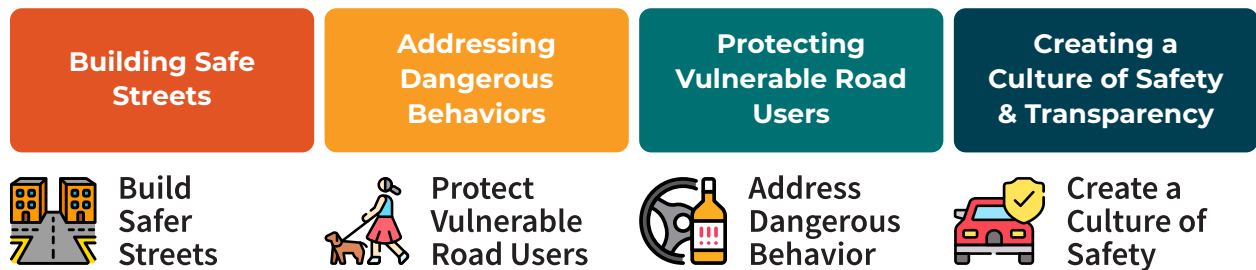 Building Safe
Streets
Addressing
Dangerous
Behaviors
Protecting
Vulnerable Road
Users
Creating a
Culture of Safety
& Transparency
Build
Safer
Streets
Protect
Vulnerable
Road Users
Address
Dangerous
Behavior
Create a
Culture of
Safety